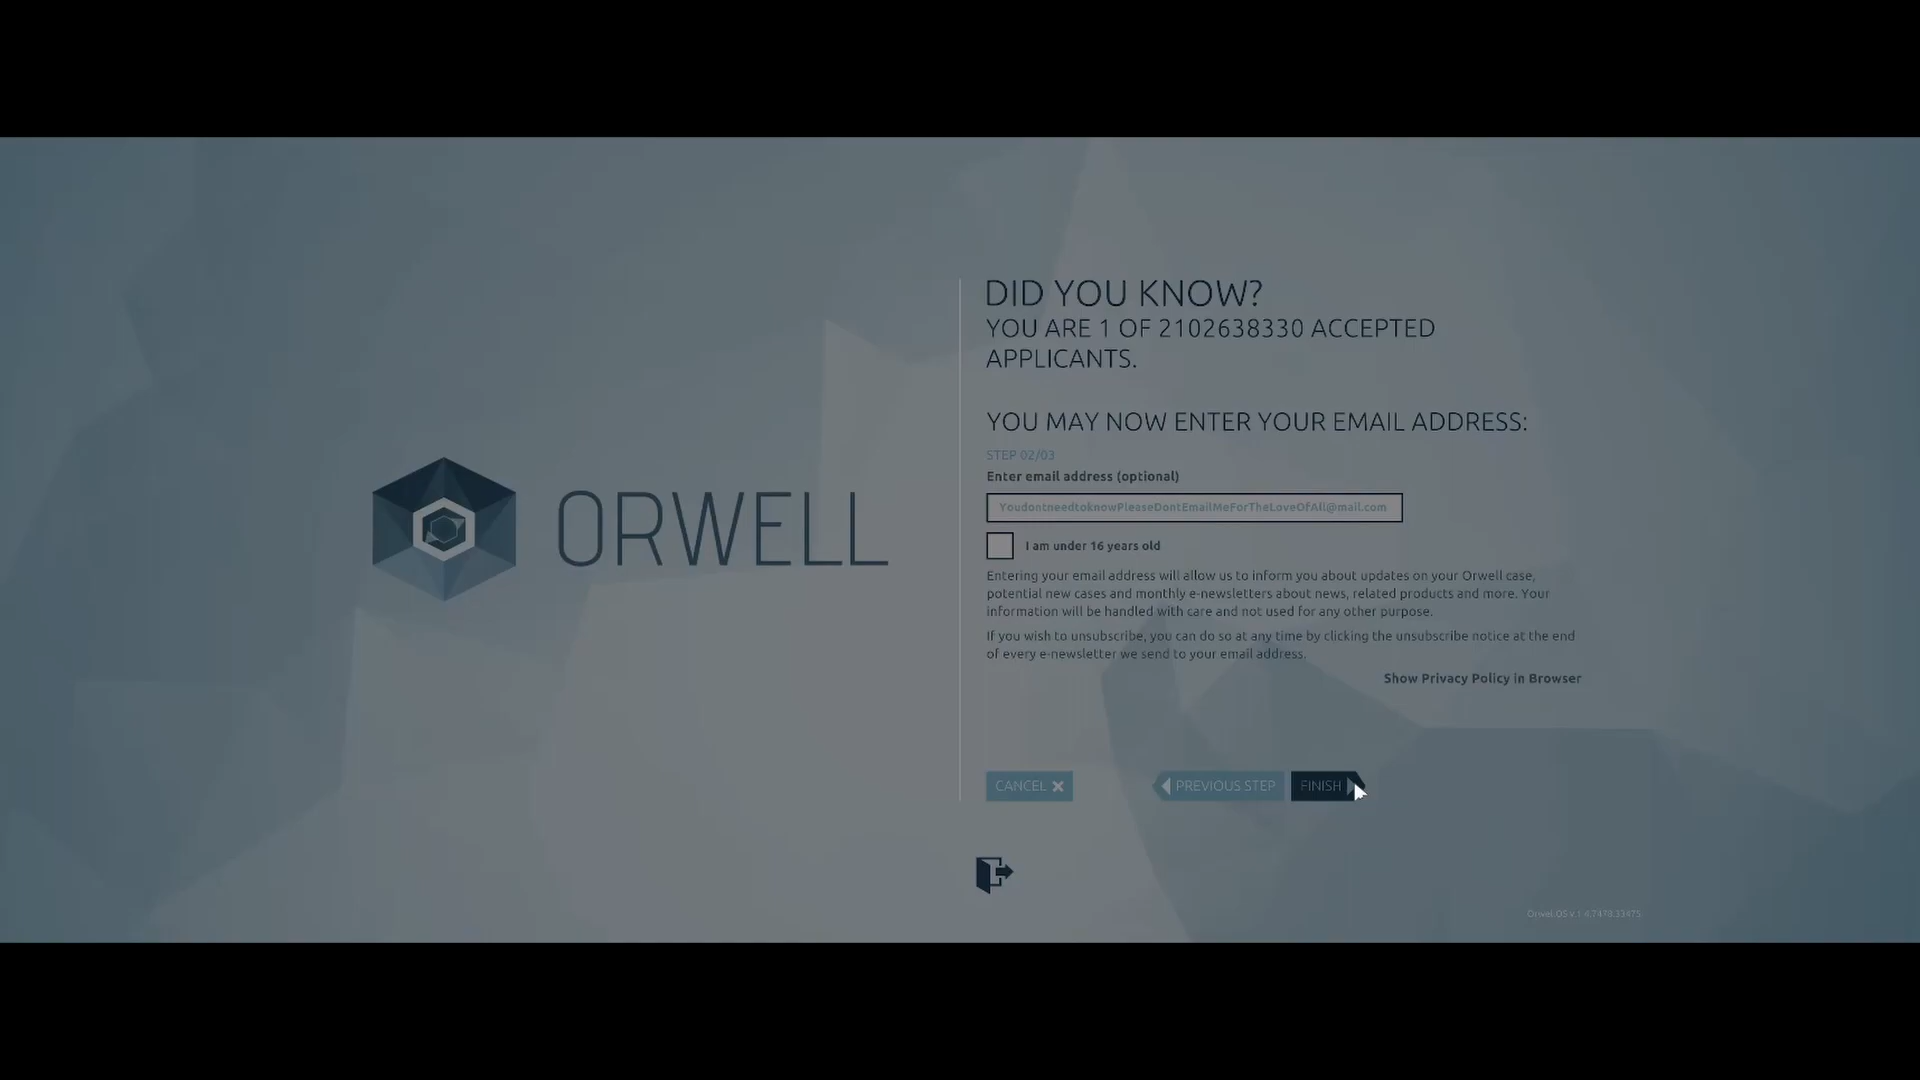 DID YOU KNOW?
YOU ARE 1 OF 2102638330 ACCEPTED
APPLICANTS.
YOU MAY NOW ENTER YOUR EMAIL ADDRESS:
STEP 02/03
Enter email address (optional)
YoudontneedtoknowPleaseDontEmailMeForTheLoveOfAll@mail.com
I am under 16 years old
Entering your email address will allow us to inform you about updates on your Orwell case,
potential new cases and monthly e-newsletters about news, related products and more. Your
information will be handled with care and not used for any other purpose.
If you wish to unsubscribe, you can do so at any time by clicking the unsubscribe notice at the end
of every e-newsletter we send to your email address.
Show Privacy Policy in Browser
ORWELL
CANCEL
PREVIOUS STEP
FINISH